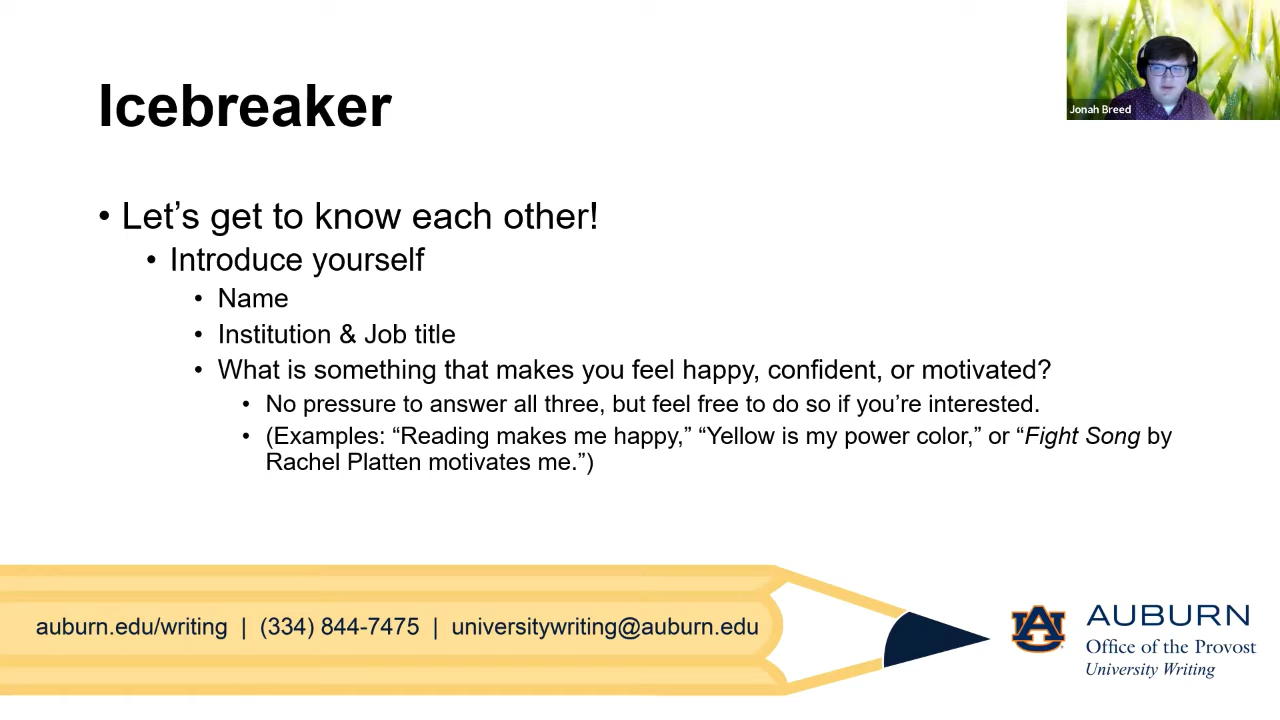 Icebreaker
Jonah Breed
• Let’s get to know each other!
• Introduce yourself
• Name
• Institution & Job title
• What is something that makes you feel happy, confident, or motivated?
• No pressure to answer all three, but feel free to do so if you’re interested.
• (Examples: “Reading makes me happy,” “Yellow is my power color,” or “Fight Song by
Rachel Platten motivates me.”)
auburn.edu/writing | (334) 844-7475 | universitywriting@auburn.edu
AU
AUBURN
Office of the Provost
University Writing